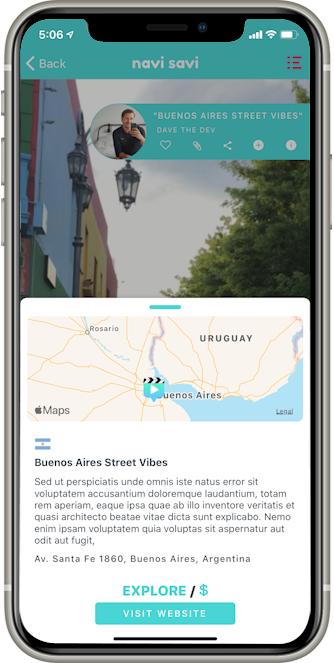 5:06
Back
navi savi
"BUENOS AIRES STREET VIBES"
DAVE THE DEV
Rosario
URUGUAY
Buenos Aires
Maps
Legal
Buenos Aires Street Vibes
Sed ut perspiciatis unde omnis iste natus error sit
voluptatem accusantium doloremque laudantium, totam
rem aperiam, eaque ipsa quae ab illo inventore veritatis et
quasi architecto beatae vitae dicta sunt explicabo. Nemo
enim ipsam voluptatem quia voluptas sit aspernatur aut
odit aut fugit,
Av. Santa Fe 1860, Buenos Aires, Argentina
EXPLORE / $
VISIT WEBSITE